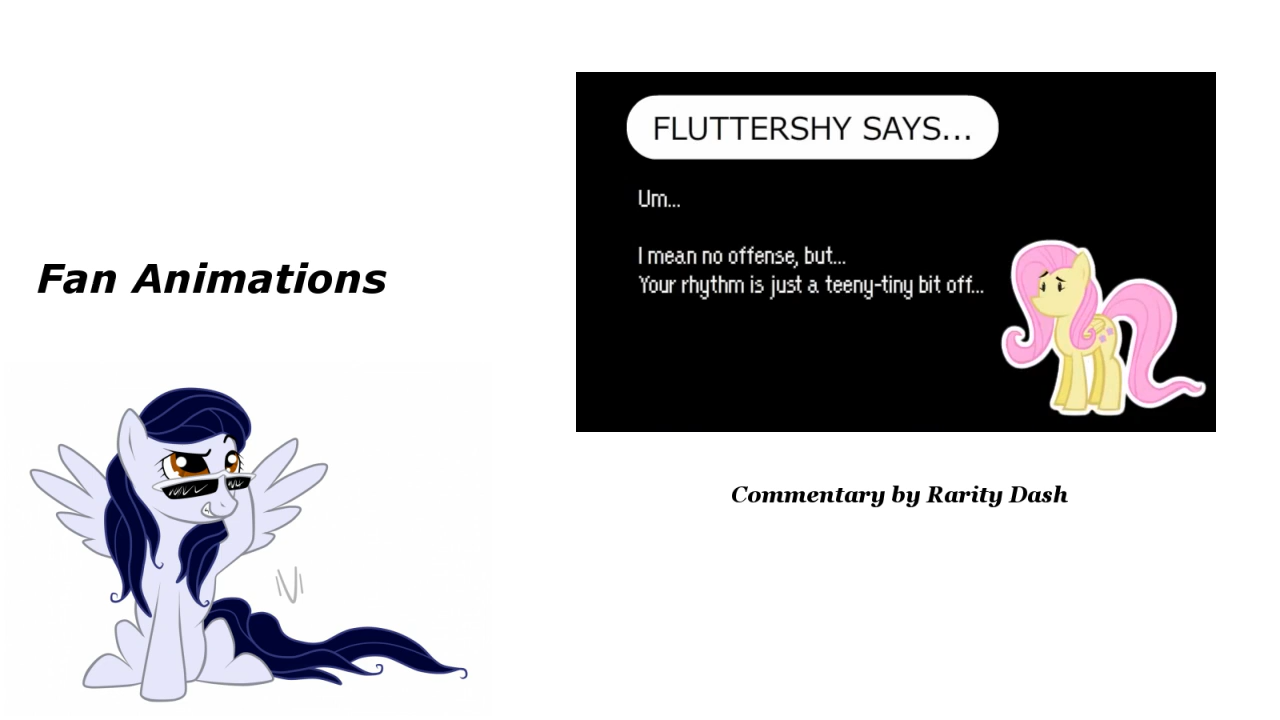 Fan Animations
FLUTTERSHY SAYS...
Um...
I mean no offense, but...
Your rhythm is just a teeny-tiny bit off...
Commentary by Rarity Dash